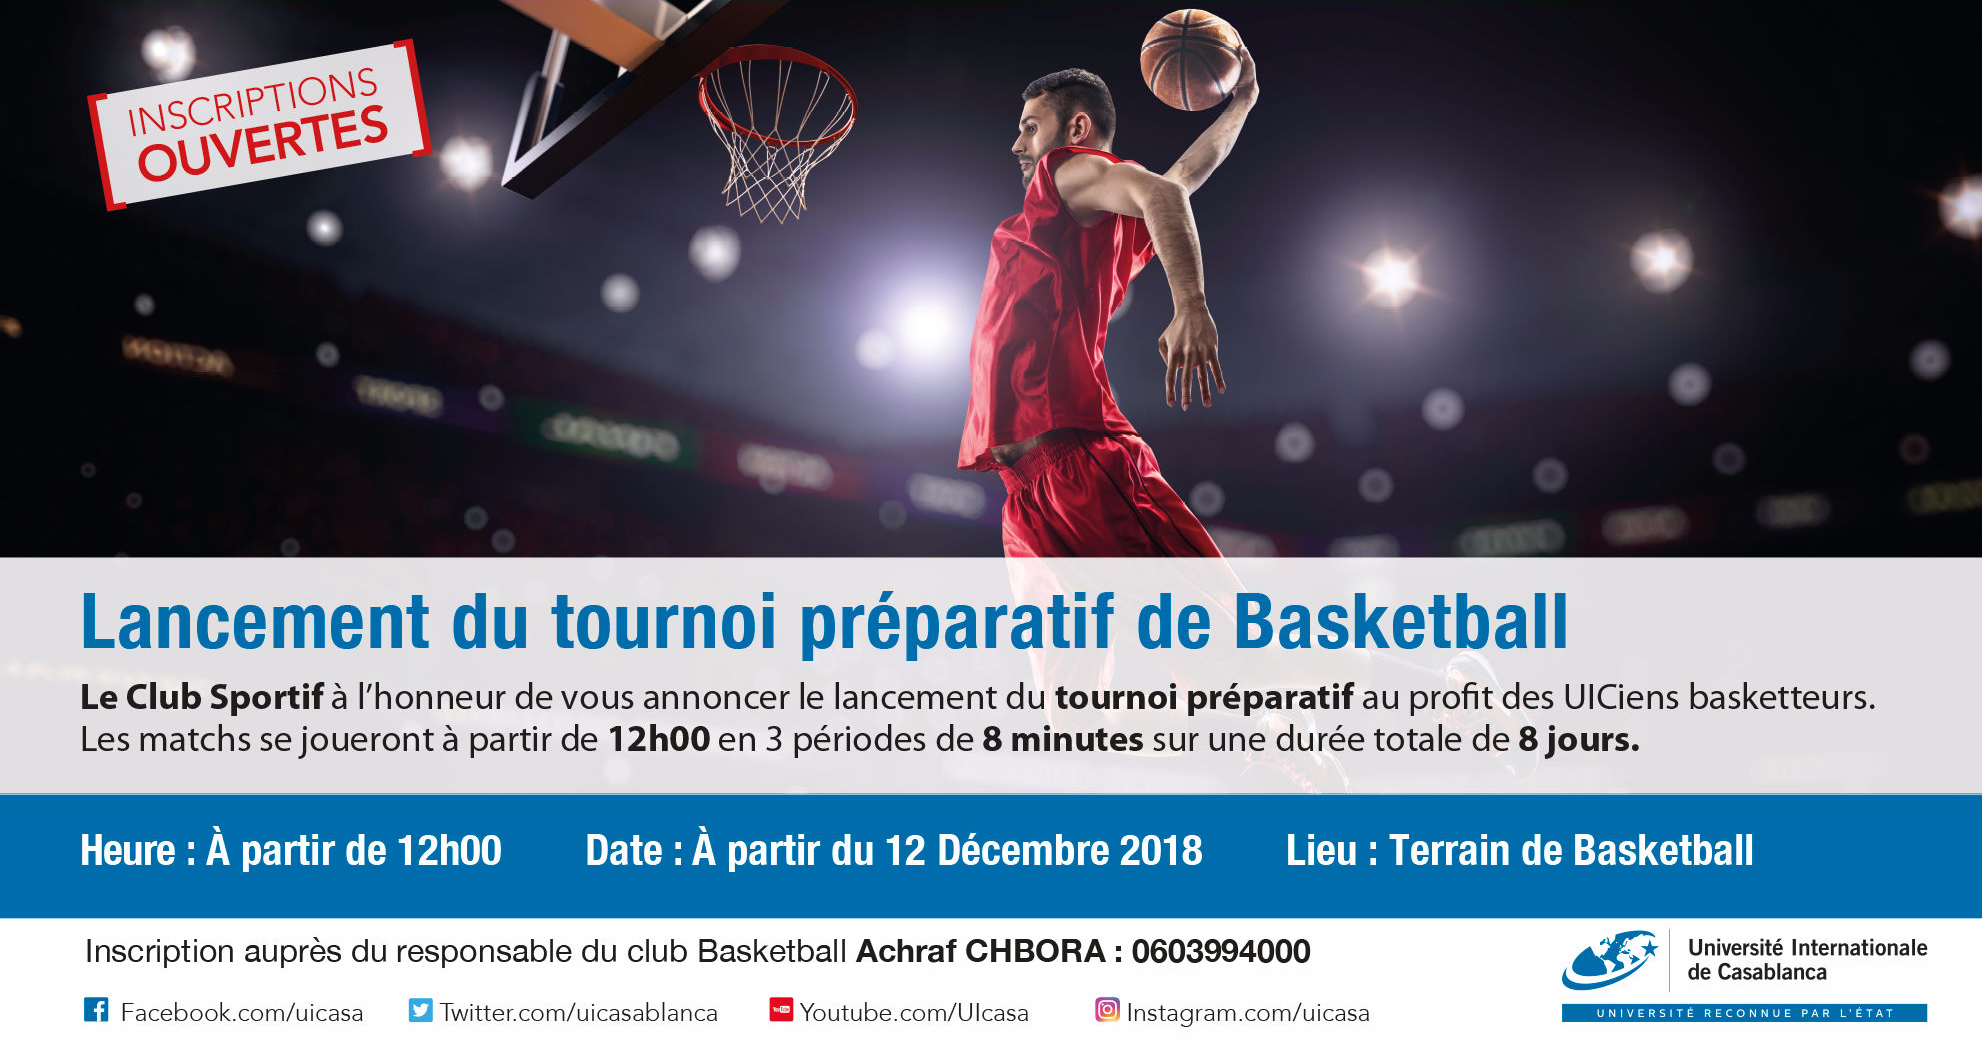 INSCRIPTIONS
OUVERTES
Lancement du tournoi préparatif de Basketball
Le Club Sportif à l'honneur de vous annoncer le lancement du tournoi préparatif au profit des UICiens basketteurs.
Les matchs se joueront à partir de 12h00 en 3 périodes de 8 minutes sur une durée totale de 8 jours.
Heure : À partir de 12h00 Date : À partir du 12 Décembre 2018 Lieu : Terrain de Basketball
Inscription auprès du responsable du club Basketball Achraf CHBORA : 0603994000
Facebook.com/uicasa Twitter.com/uicasablanca Youtube.com/UIcasa Instagram.com/uicasa
Université Internationale
de Casablanca
UNIVERSITÉ RECONNUE PAR L'ÉTAT